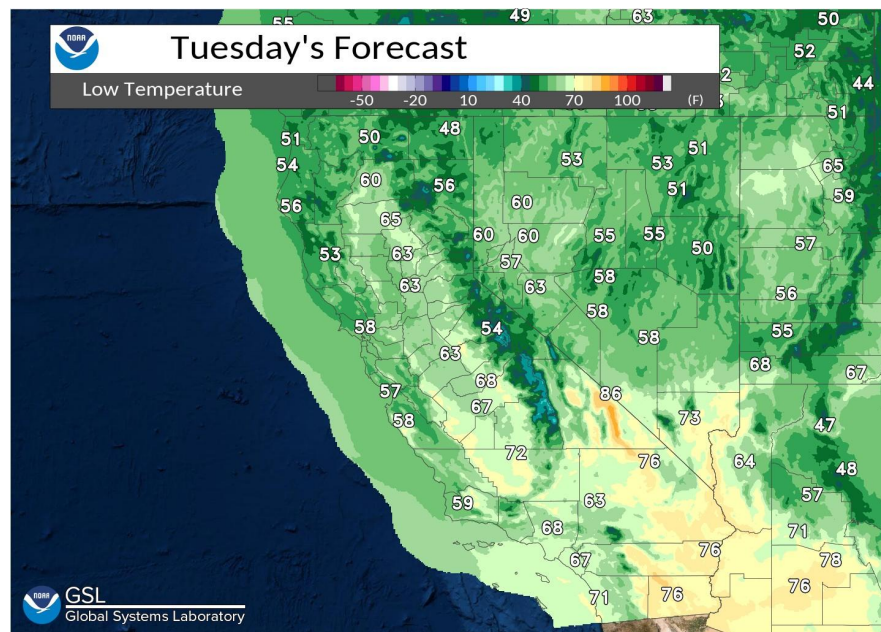 55 49 63 50
NOAA
Tuesday's Forecast
52
Low Temperature
-50 -20 10 40 70 100 (F)
44
51
51 50 48 51
54 53 53 65
60 56 51 59
56 65 60
53 63 60 60 55 55 50 57
57
63 63 58 56
58 54 58 58 55
63 68 67
57 68 86
58 67 73 47
72 76 64 48
59 63 57
68 71
67 76 78
71 76 76
NOAA
GSL
Global Systems Laboratory